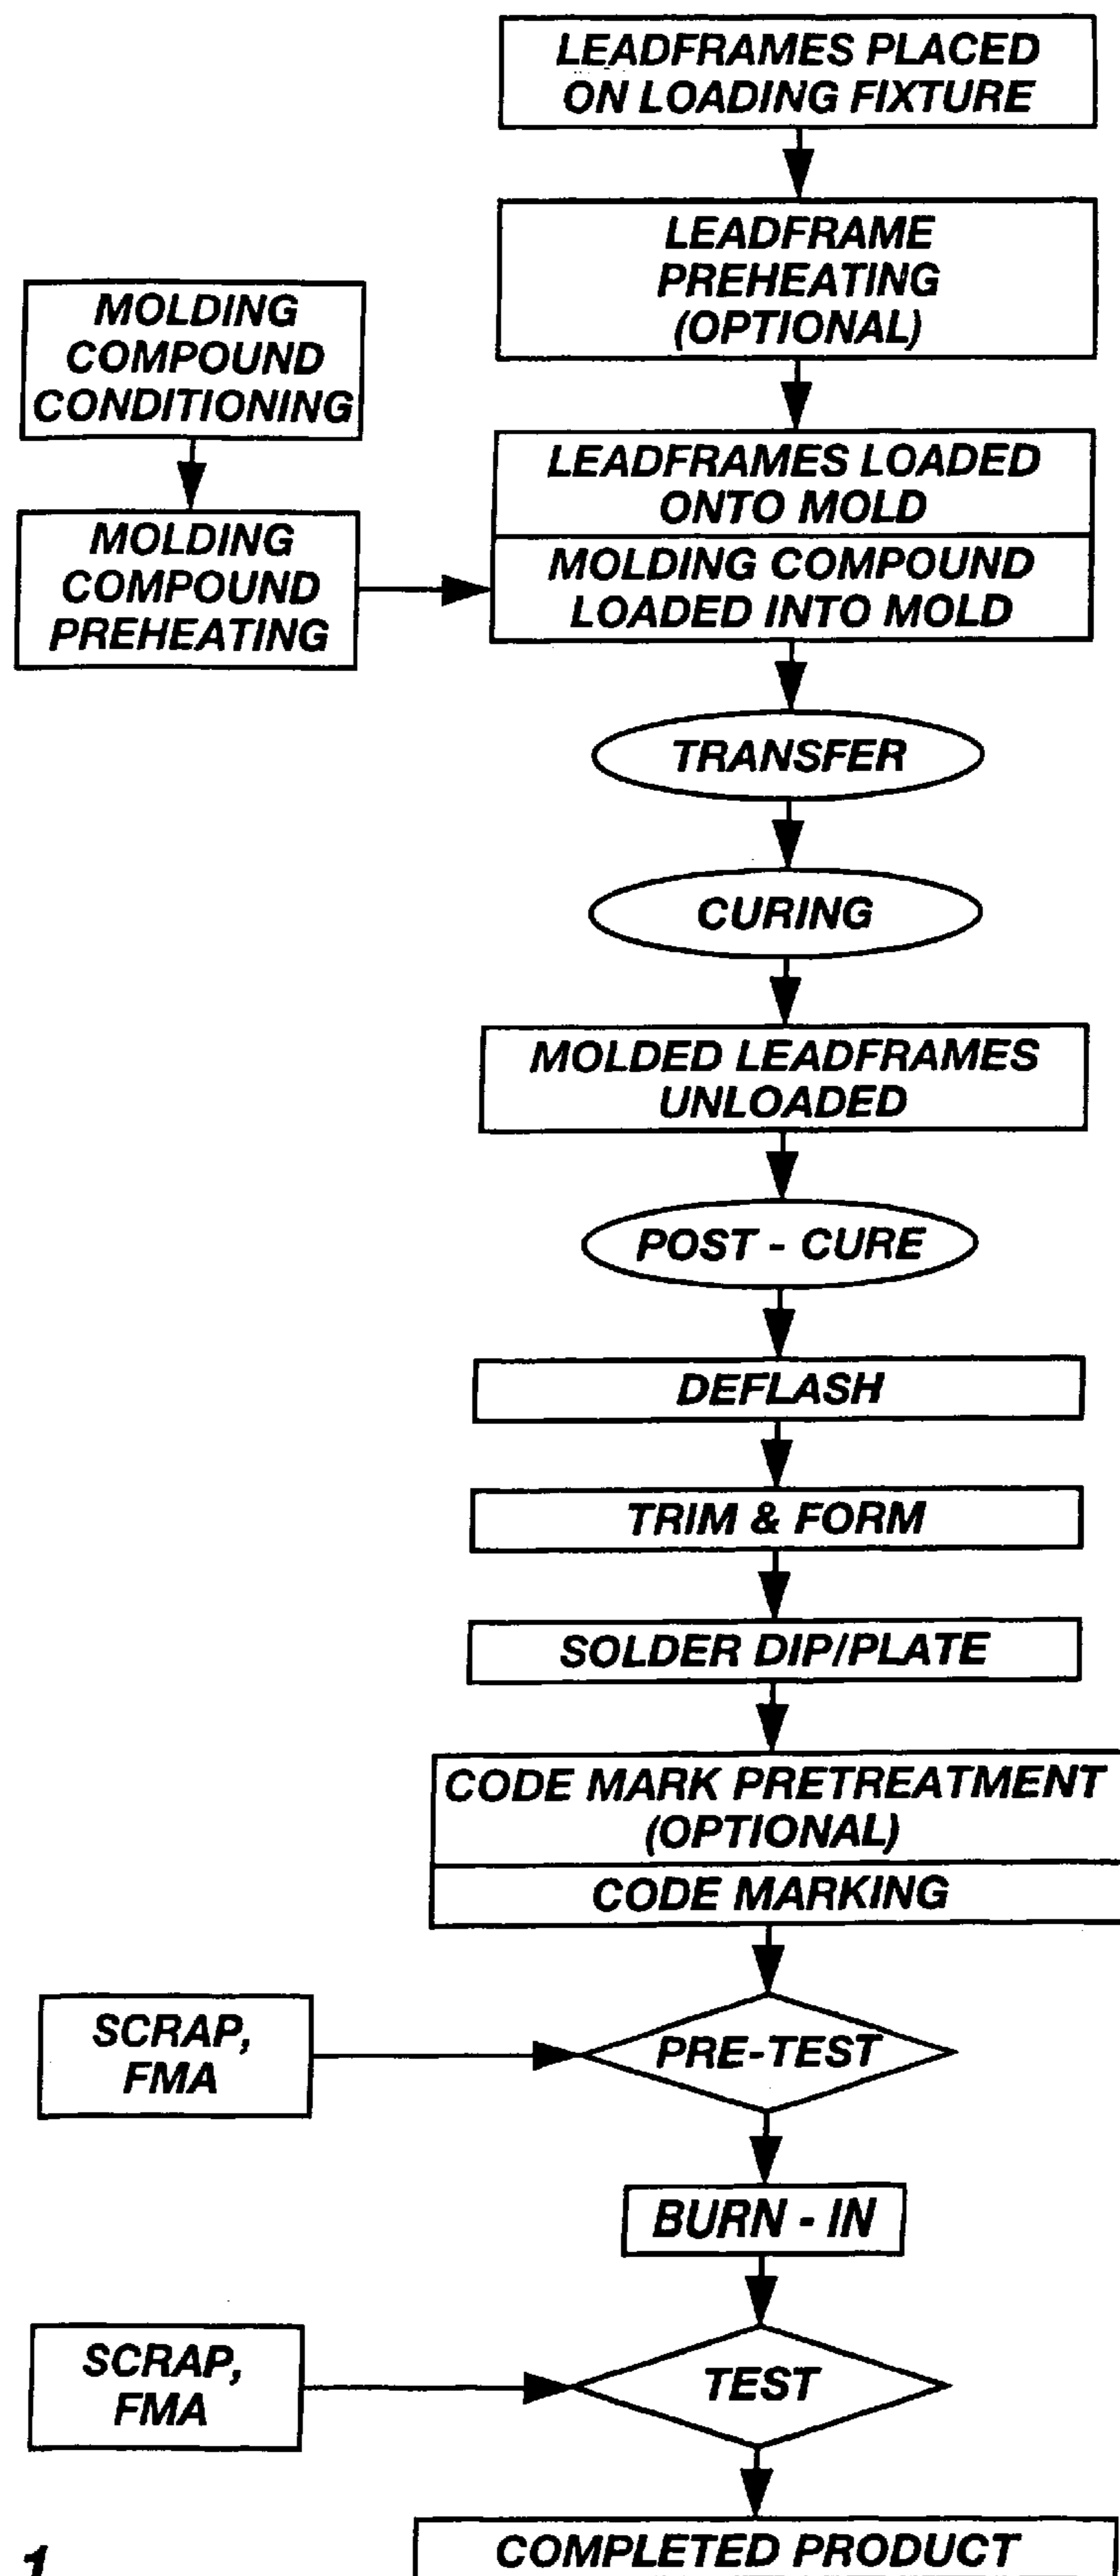 LEADFRAMES PLACED
ON LOADING FIXTURE
LEADFRAME
PREHEATING
(OPTIONAL)
MOLDING
COMPOUND
CONDITIONING
MOLDING
COMPOUND
PREHEATING
LEADFRAMES LOADED
ONTO MOLD
MOLDING COMPOUND
LOADED INTO MOLD
TRANSFER
CURING
MOLDED LEADFRAMES
UNLOADED
POST - CURE
DEFLASH
TRIM & FORM
SOLDER DIP/PLATE
CODE MARK PRETREATMENT
(OPTIONAL)
CODE MARKING
SCRAP,
FMA
PRE-TEST
BURN - IN
SCRAP,
FMA
TEST
COMPLETED PRODUCT
1